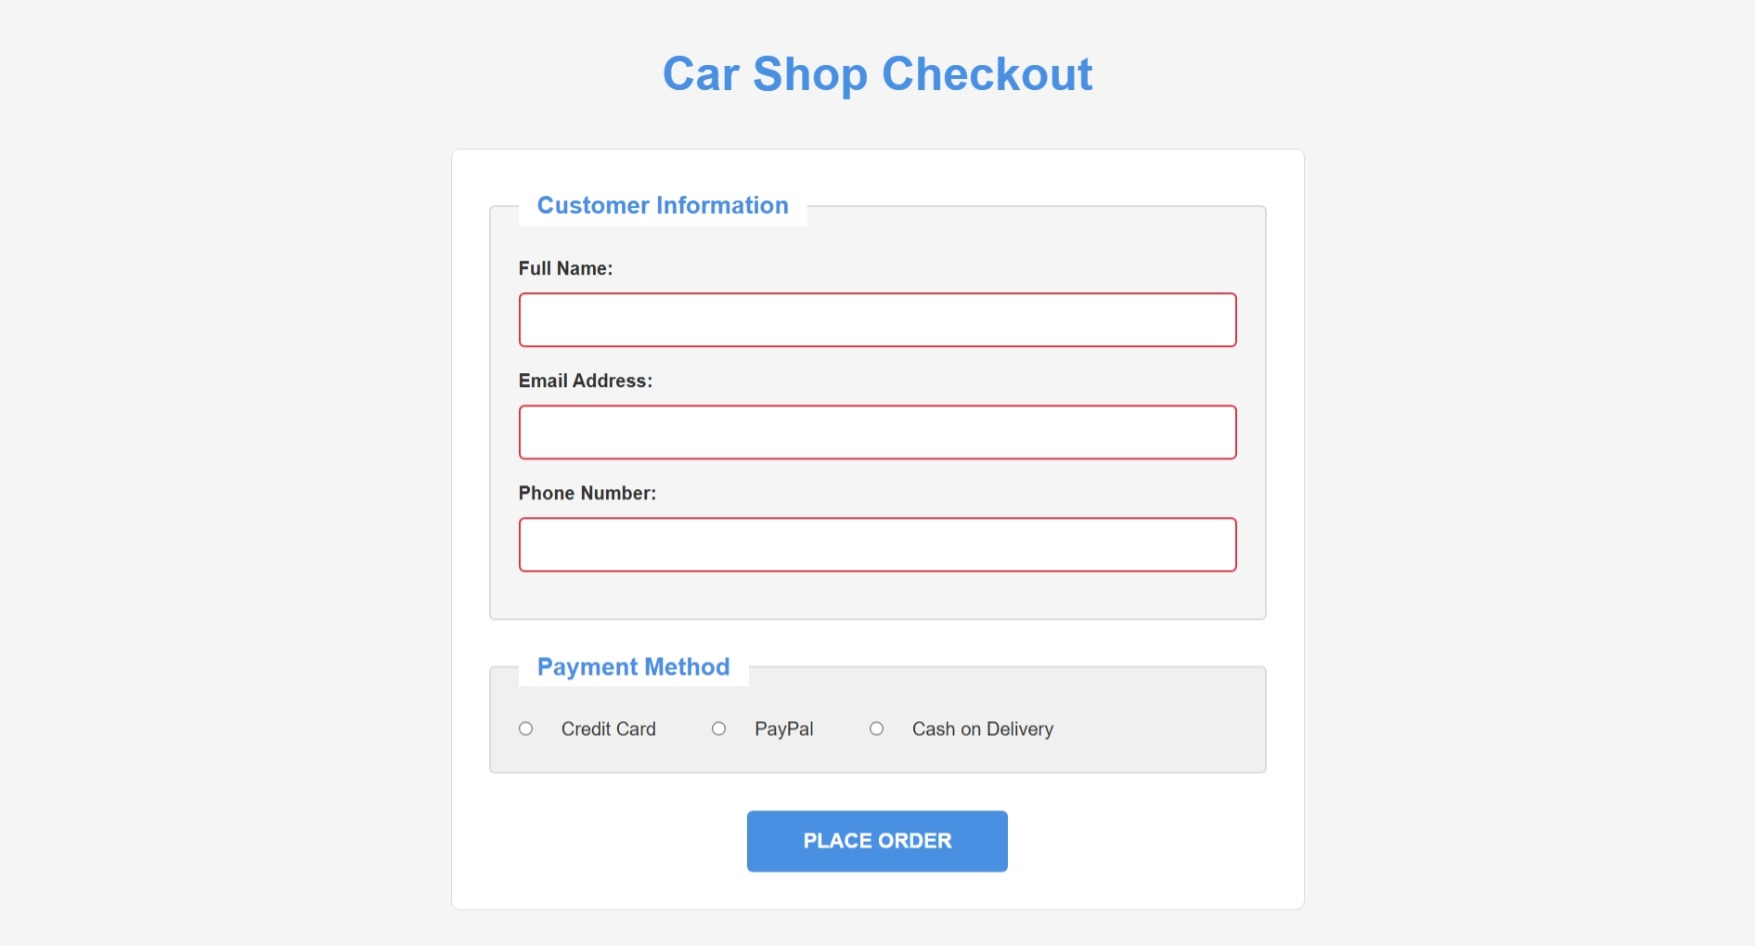 Car Shop Checkout
Customer Information
Full Name:
Email Address:
Phone Number:
Payment Method
Credit Card PayPal Cash on Delivery
PLACE ORDER